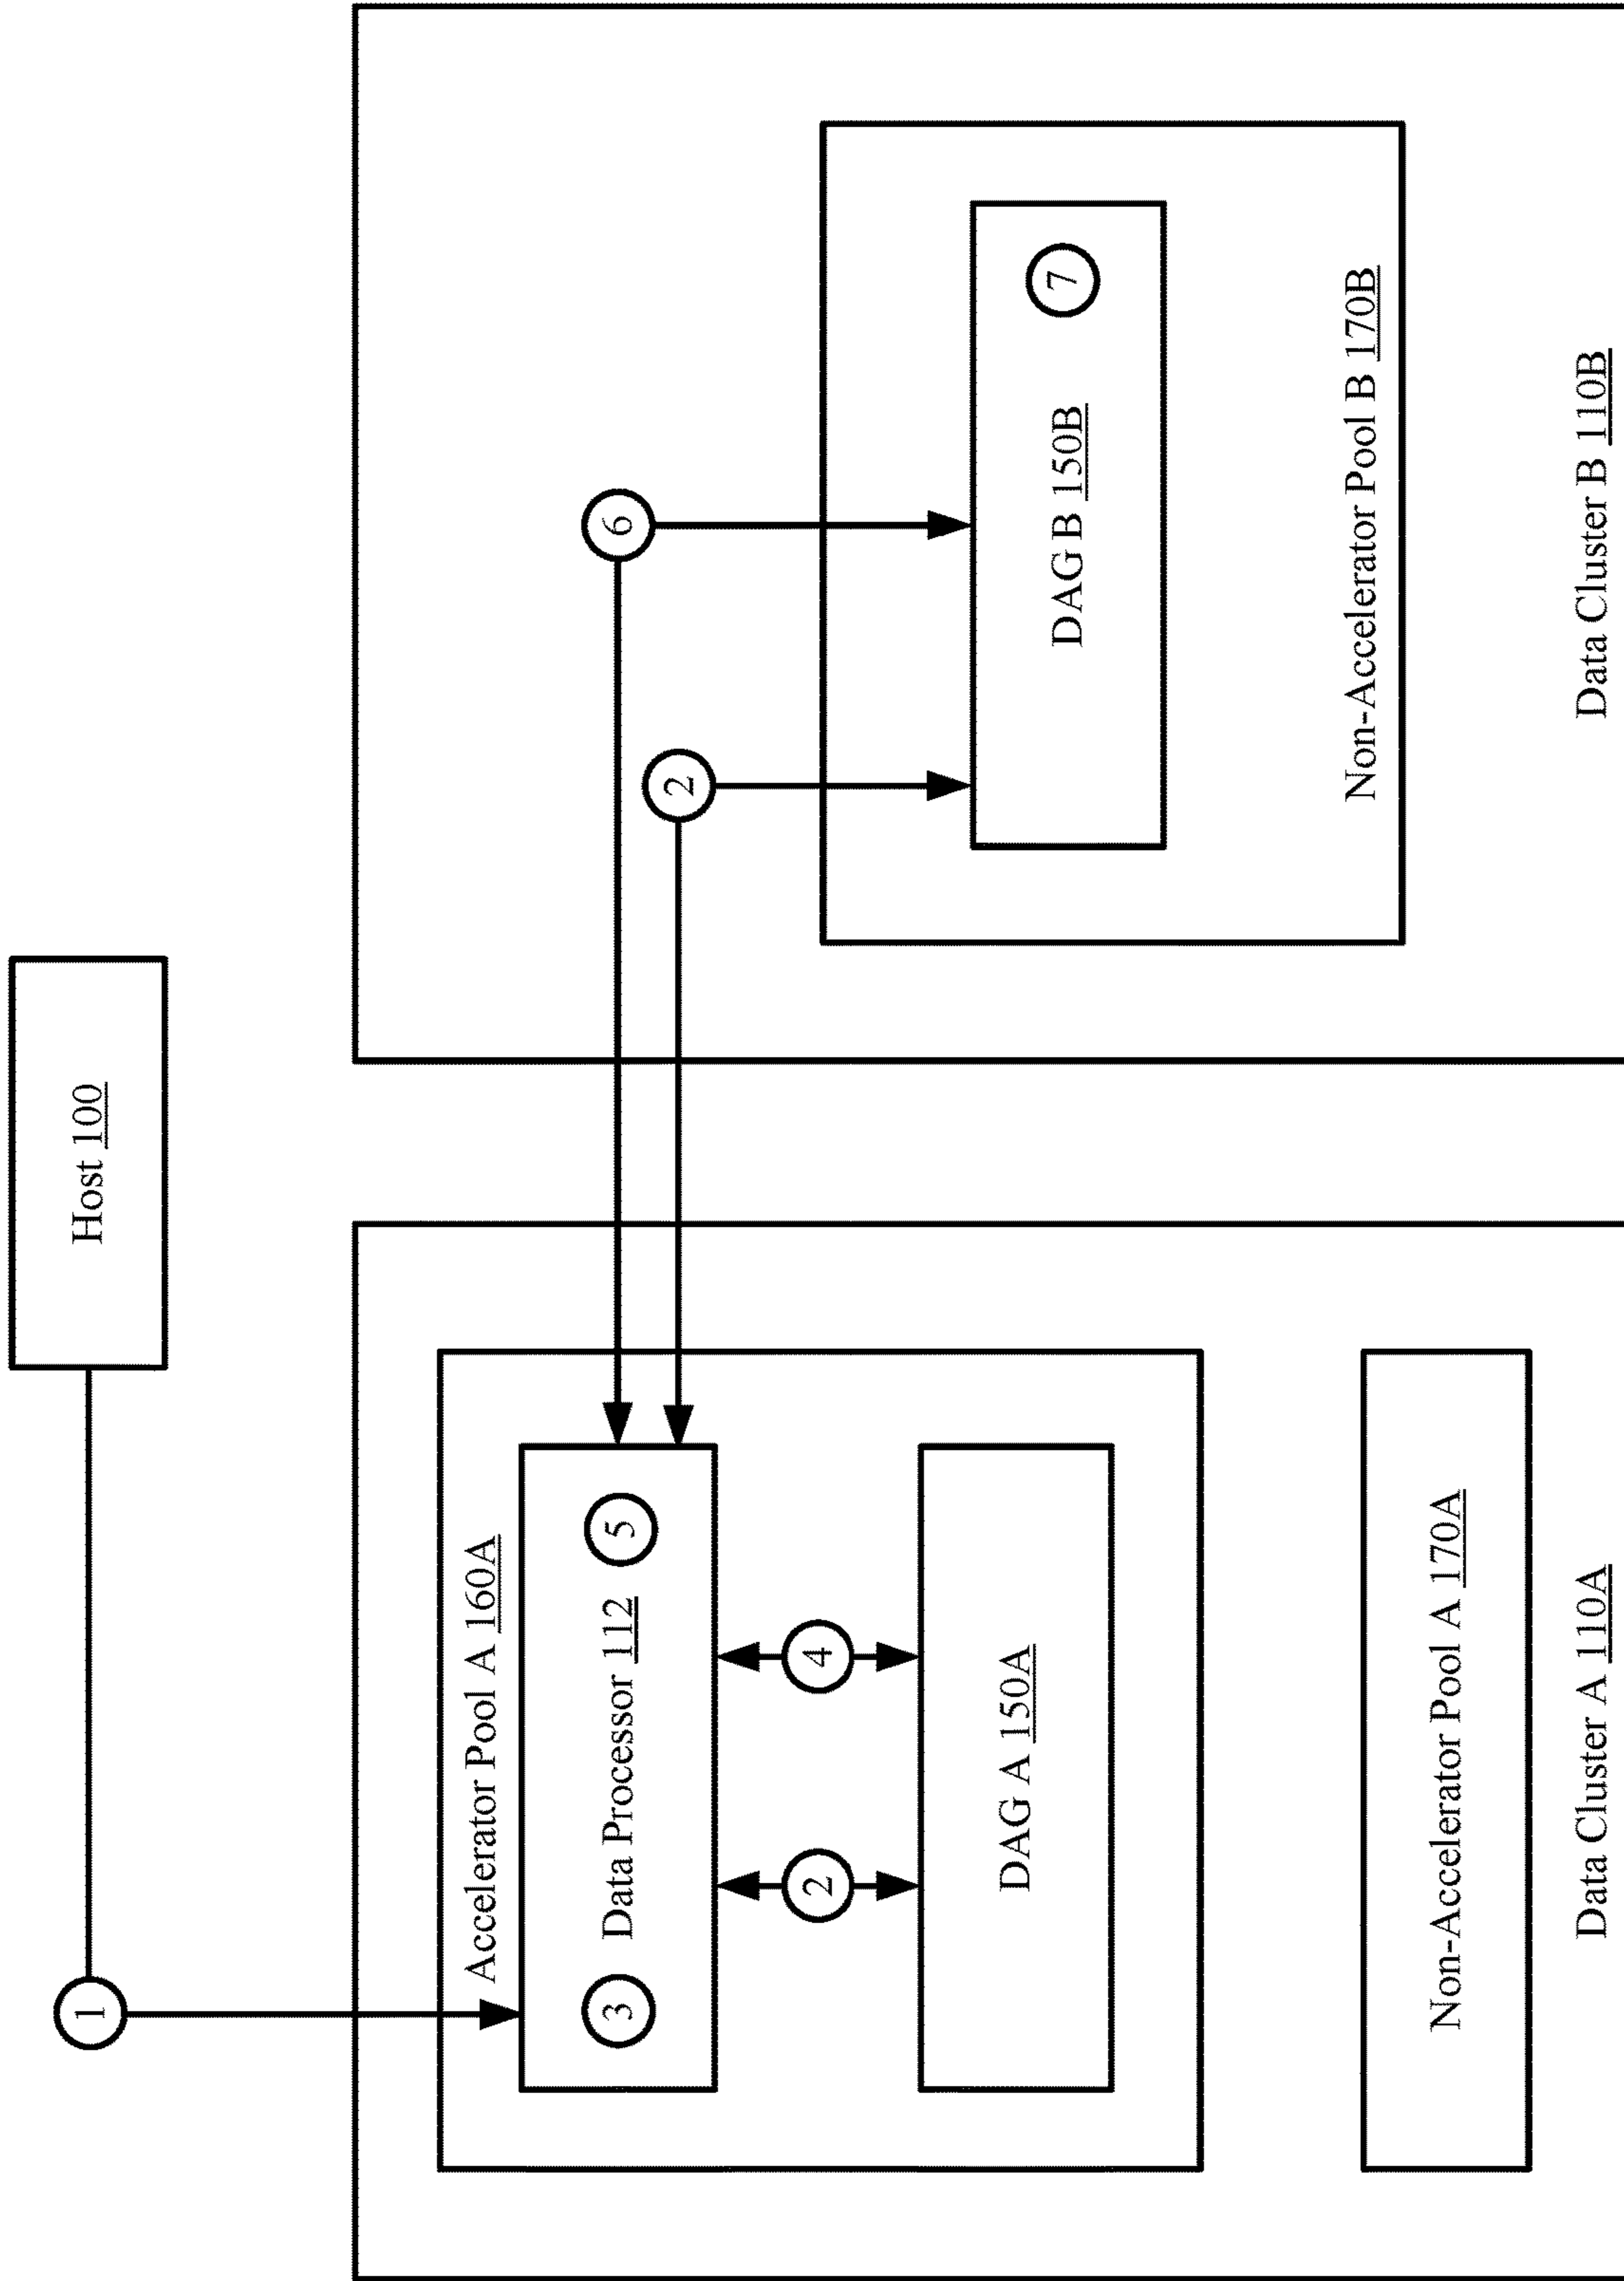 Host 100
1
Accelerator Pool A 160A
3
Data Processor 112
5
2
4
DAG A 150A
Non-Accelerator Pool A 170A
Data Cluster A 110A
6
2
DAG B 150B
7
Non-Accelerator Pool B 170B
Data Cluster B 110B